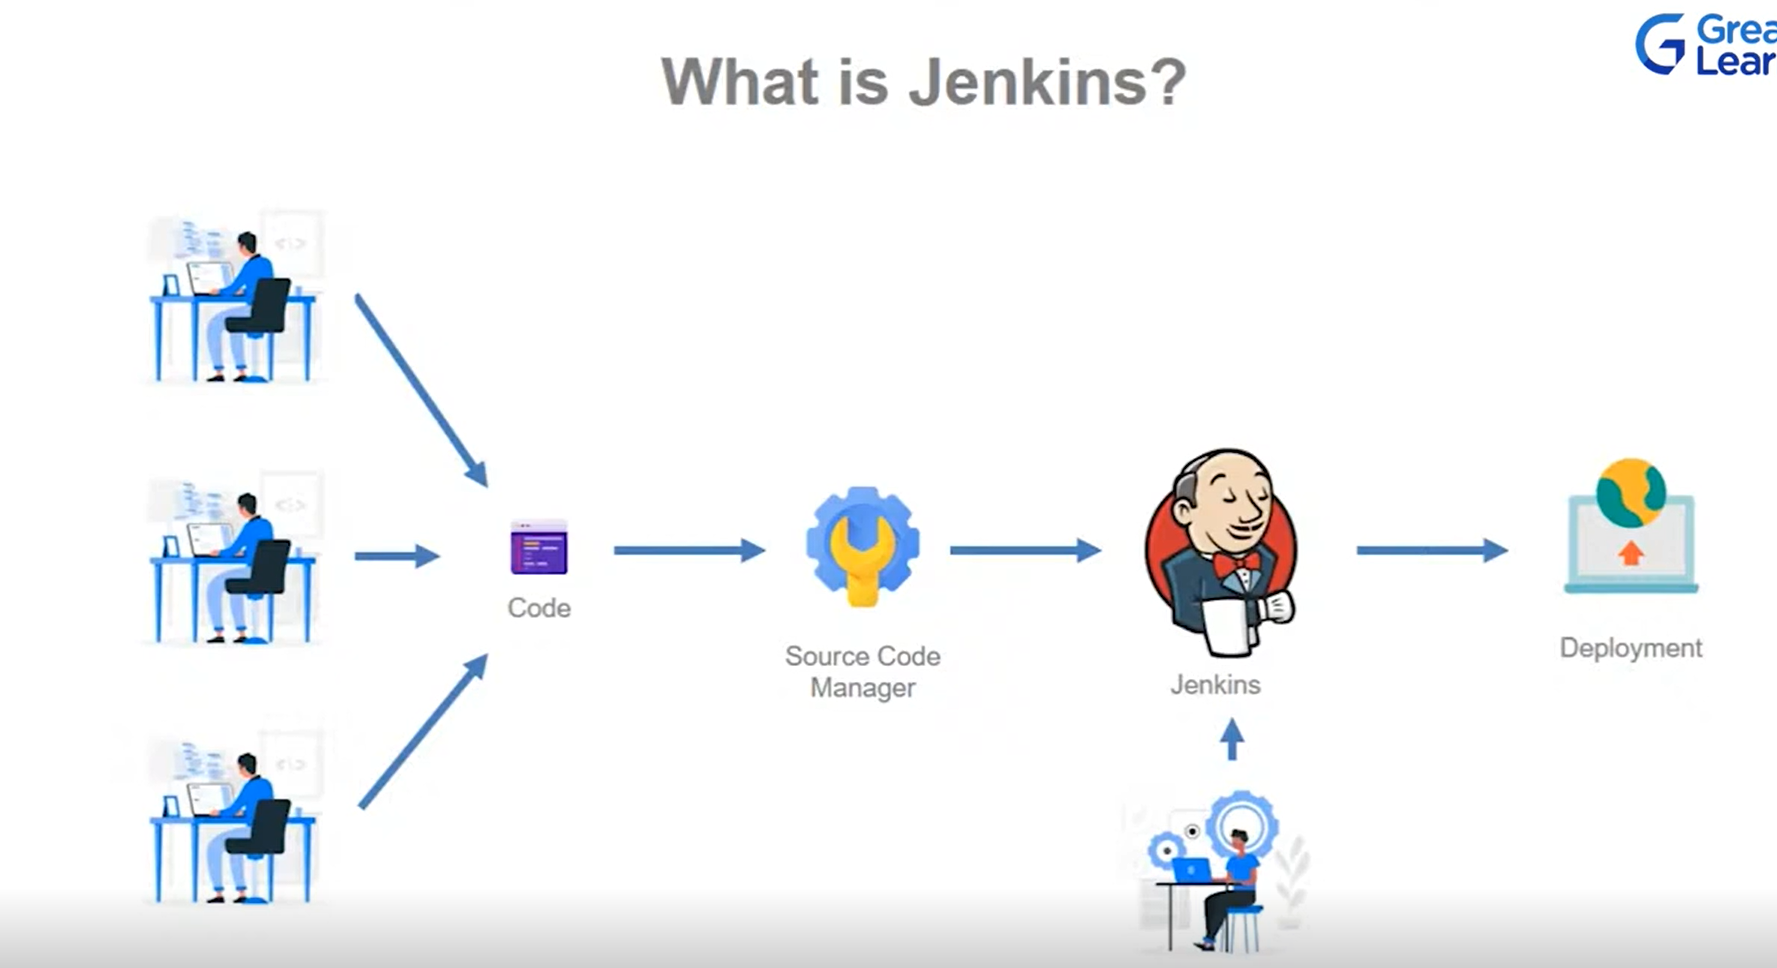 What is Jenkins?
Code
Source Code
Manager
Jenkins
Deployment